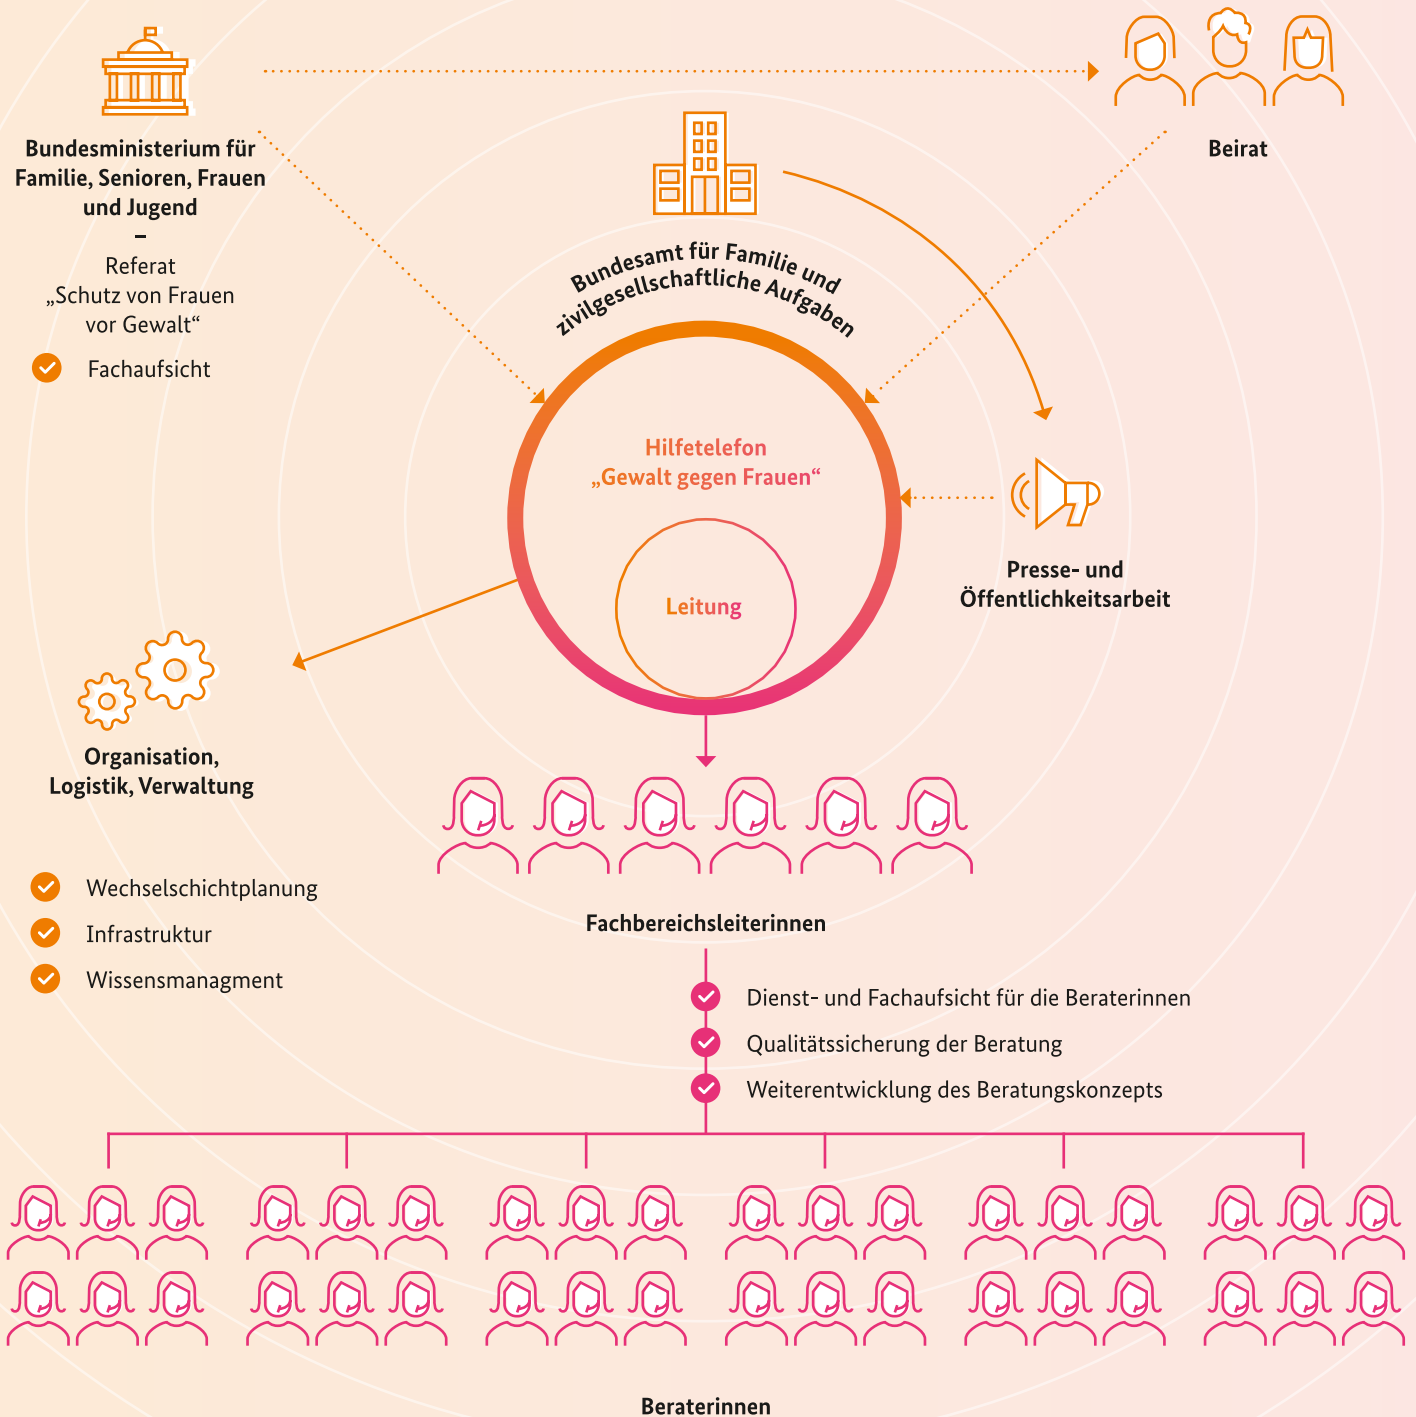 Bundesministerium für
Familie, Senioren, Frauen
und Jugend
–
Referat
„Schutz von Frauen
vor Gewalt“
Fachaufsicht
Beirat
Bundesamt für Familie und
zivilgesellschaftliche Aufgaben
Hilfetelefon
„Gewalt gegen Frauen“
Leitung
Presse- und
Öffentlichkeitsarbeit
Organisation,
Logistik, Verwaltung
Wechselschichtplanung
Infrastruktur
Wissensmanagment
Fachbereichsleiterinnen
Dienst- und Fachaufsicht für die Beraterinnen
Qualitätssicherung der Beratung
Weiterentwicklung des Beratungskonzepts
Beraterinnen